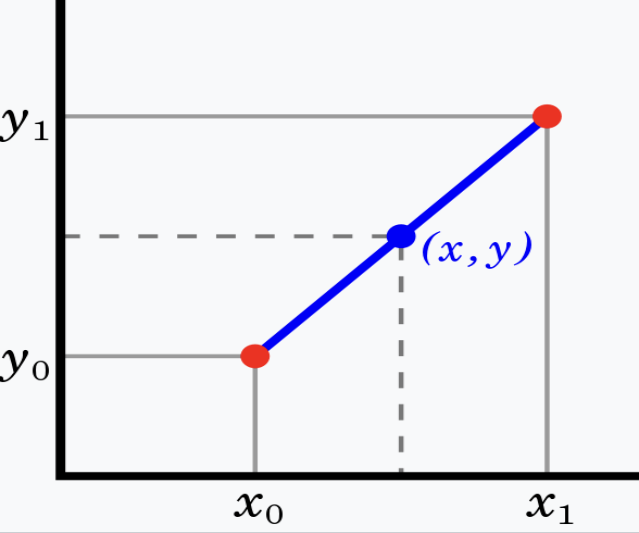 y₁
(x, y)
y₀
x₀
x₁